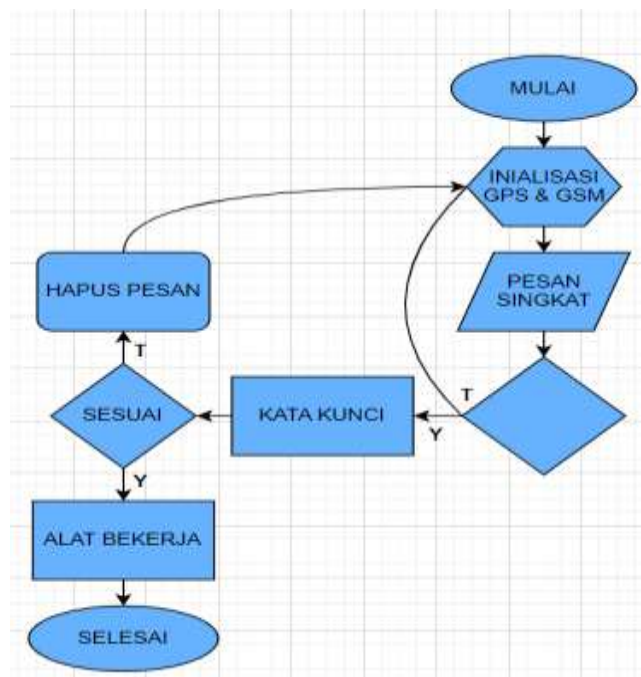 MULAI
INIALISASI
GPS & GSM
PESAN
SINGKAT
T
Y
KATA KUNCI
SESUAI
T
HAPUS PESAN
Y
ALAT BEKERJA
SELESAI